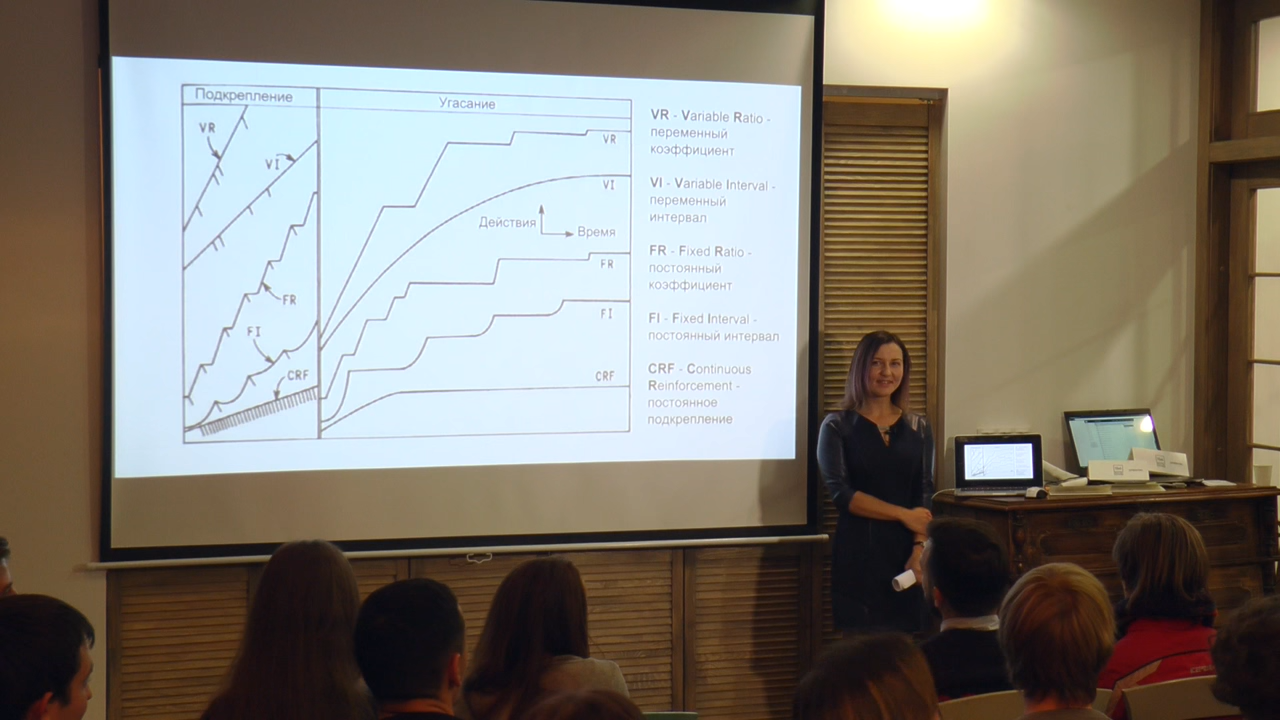 Подкрепление
Угасание
VR
VI
FR
FI
CRF
VR
VI
Действия
Время
FR
FI
CRF
VR - Variable Ratio -
переменный
коэффициент
VI - Variable Interval -
переменный
интервал
FR - Fixed Ratio -
постоянный
коэффициент
FI - Fixed Interval -
постоянный интервал
CRF - Continuous
Reinforcement -
постоянное
подкрепление